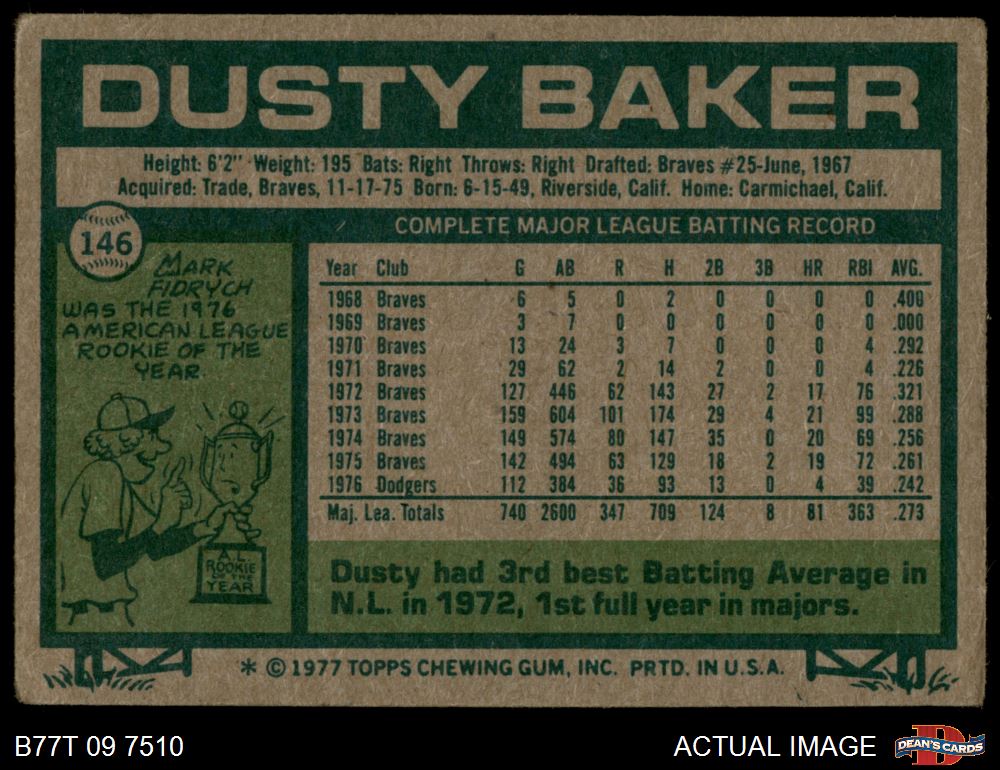 DUSTY BAKER
Height: 6'2" Weight: 195 Bats: Right Throws: Right Drafted: Braves #25-June, 1967
Acquired: Trade, Braves, 11-17-75 Born: 6-15-49, Riverside, Calif. Home: Carmichael, Calif.
146
MARK
FIDRYCH
WAS THE 1976
AMERICAN LEAGUE
ROOKIE OF THE
YEAR
A.L.
ROOKIE
OF THE
YEAR
COMPLETE MAJOR LEAGUE BATTING RECORD
Year Club G AB R H 2B 3B HR RBI AVG.
1968 Braves 6 5 0 2 0 0 0 0 .400
1969 Braves 3 7 0 0 0 0 0 0 .000
1970 Braves 13 24 3 7 0 0 0 4 .292
1971 Braves 29 62 2 14 2 0 0 4 .226
1972 Braves 127 446 62 143 27 2 17 76 .321
1973 Braves 159 604 101 174 29 4 21 99 .288
1974 Braves 149 574 80 147 35 0 20 69 .256
1975 Braves 142 494 63 129 18 2 19 72 .261
1976 Dodgers 112 384 36 93 13 0 4 39 .242
Maj. Lea. Totals 740 2600 347 709 124 8 81 363 .273
Dusty had 3rd best Batting Average in
N.L. in 1972, 1st full year in majors.
* © 1977 TOPPS CHEWING GUM, INC. PRTD. IN U.S.A.
B77T 09 7510
ACTUAL IMAGE
D
DEAN'S CARDS